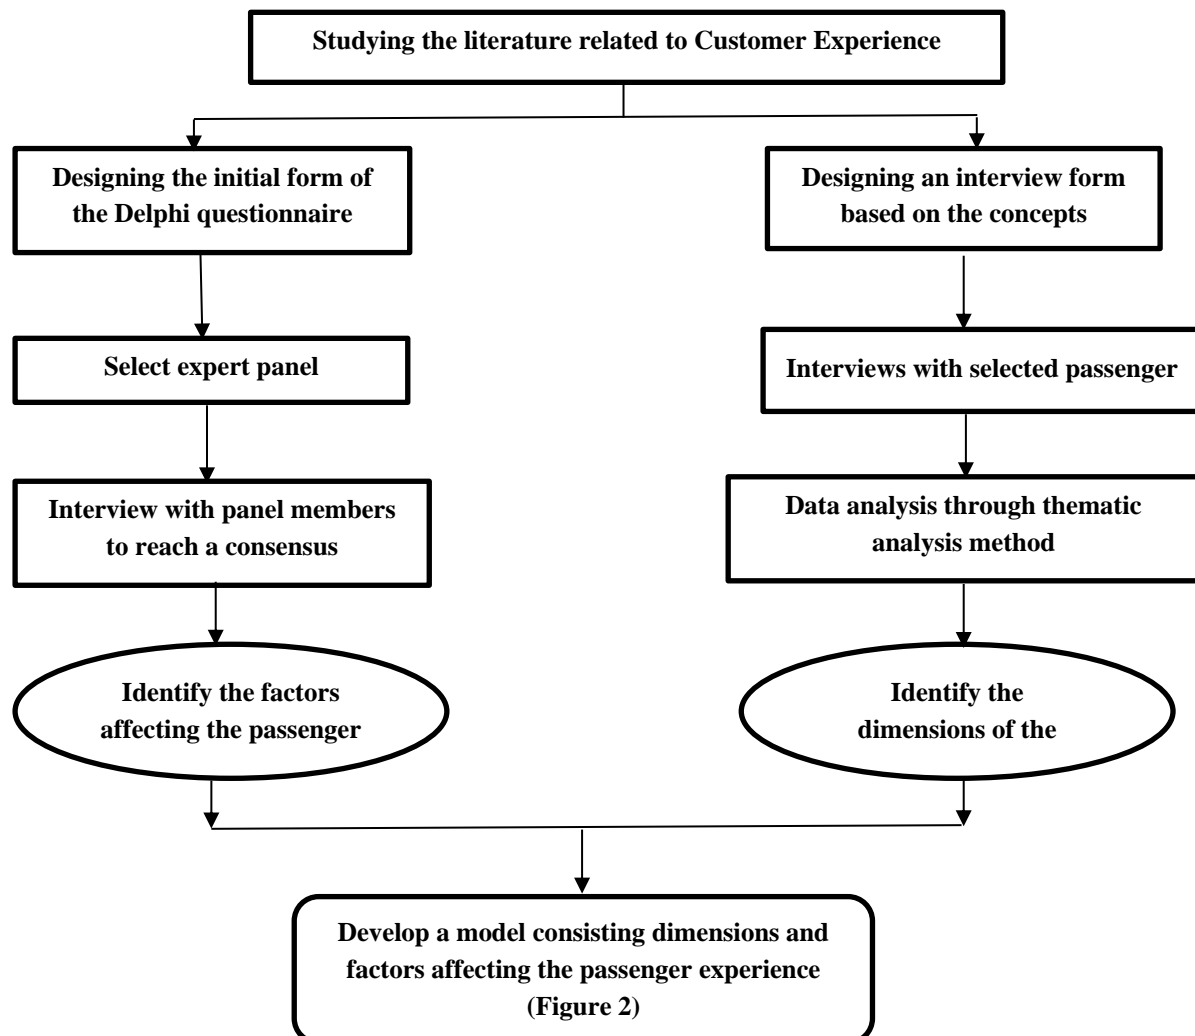 Studying the literature related to Customer Experience
Designing the initial form of
the Delphi questionnaire
Designing an interview form
based on the concepts
Select expert panel
Interviews with selected passenger
Interview with panel members
to reach a consensus
Data analysis through thematic
analysis method
Identify the factors
affecting the passenger
Identify the
dimensions of the
Develop a model consisting dimensions and
factors affecting the passenger experience
(Figure 2)